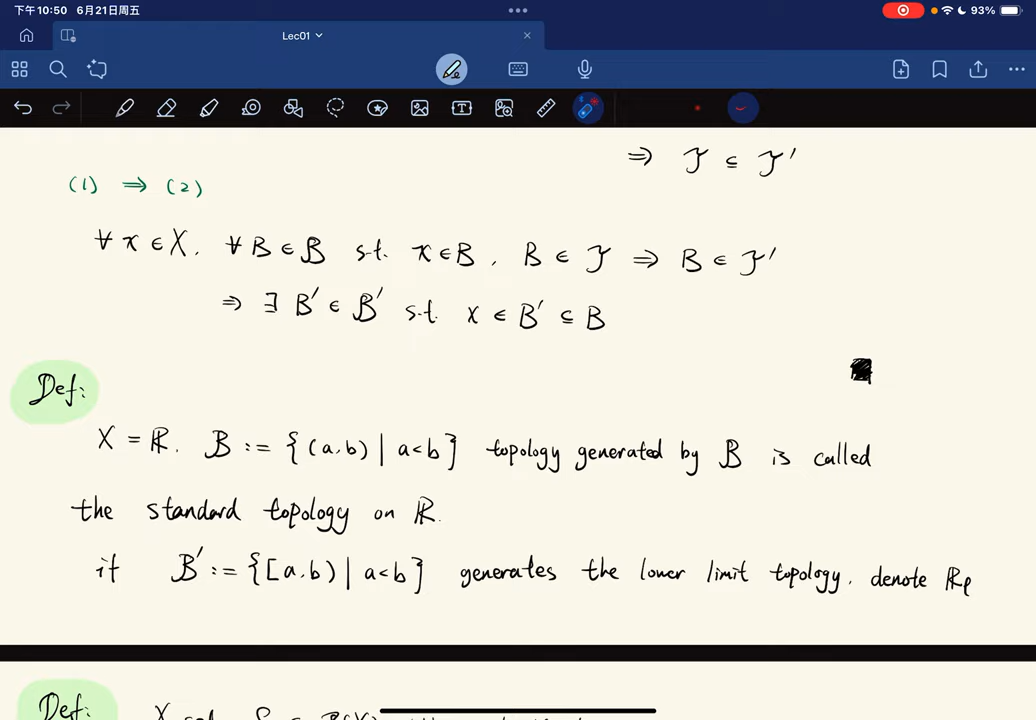 下午10:50 6月21日周五
93%
Lec01
⇒ 𝒯 ⊆ 𝒯'
(1) ⇒ (2)
∀ x ∈ X, ∀ B ∈ ℬ s.t. x ∈ B, B ∈ 𝒯 ⇒ B ∈ 𝒯'
⇒ ∃ B' ∈ ℬ' s.t. x ∈ B' ⊆ B
Def:
X = ℝ. ℬ := {(a,b) | a<b} topology generated by ℬ is called
the standard topology on ℝ.
if ℬ' := {[a,b) | a<b} generates the lower limit topology, denote ℝℓ
Def: